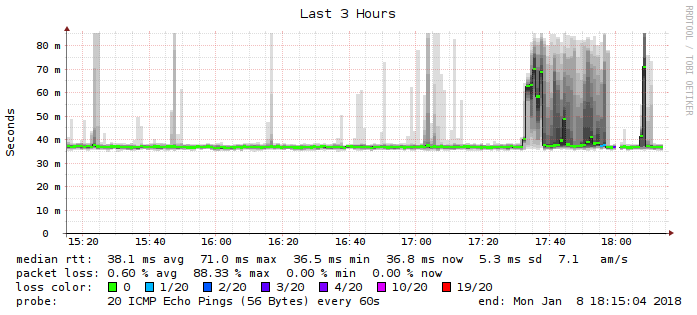 Last 3 Hours
RRDTOOL / TOBI OETIKER
Seconds
80 m
70 m
60 m
50 m
40 m
30 m
20 m
10 m
0
15:20 15:40 16:00 16:20 16:40 17:00 17:20 17:40 18:00
median rtt: 38.1 ms avg 71.0 ms max 36.5 ms min 36.8 ms now 5.3 ms sd 7.1 am/s
packet loss: 0.60 % avg 88.33 % max 0.00 % min 0.00 % now
loss color: 0 1/20 2/20 3/20 4/20 10/20 19/20
probe: 20 ICMP Echo Pings (56 Bytes) every 60s end: Mon Jan 8 18:15:04 2018